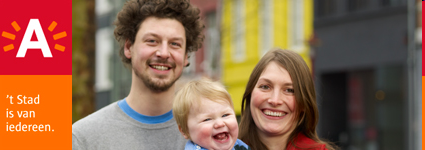 A
't Stad
is van
iedereen.